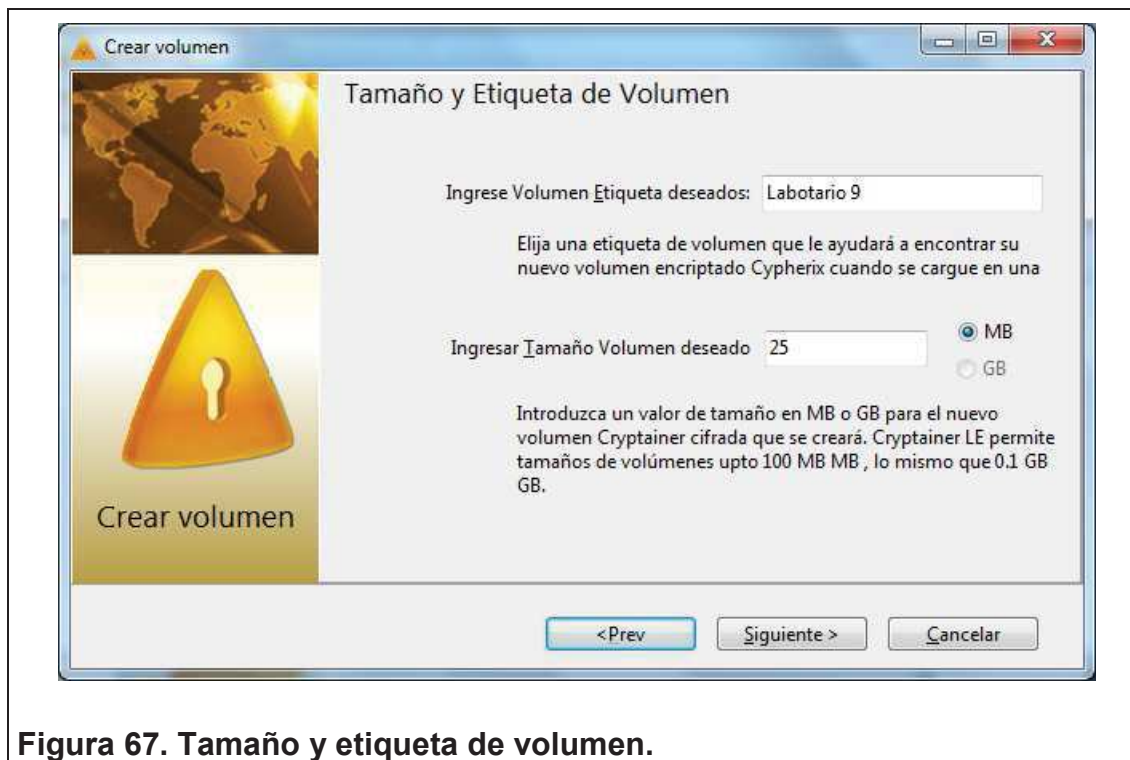 Crear volumen
Tamaño y Etiqueta de Volumen
Ingrese Volumen Etiqueta deseados: Labotario 9
Elija una etiqueta de volumen que le ayudará a encontrar su
nuevo volumen encriptado Cypherix cuando se cargue en una
Ingresar Tamaño Volumen deseado 25
MB
GB
Introduzca un valor de tamaño en MB o GB para el nuevo
volumen Cryptainer cifrada que se creará. Cryptainer LE permite
tamaños de volúmenes upto 100 MB MB , lo mismo que 0.1 GB
GB.
Crear volumen
<Prev Siguiente > Cancelar
Figura 67. Tamaño y etiqueta de volumen.